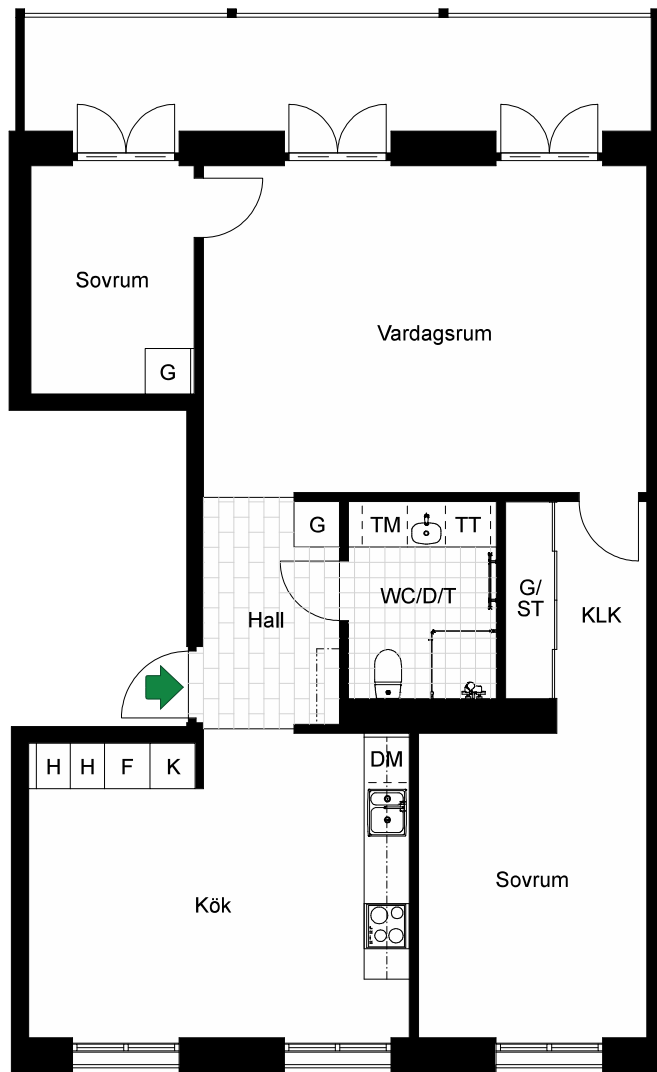 Sovrum
Vardagsrum
G
G
TM
TT
WC/D/T
G/
ST
KLK
Hall
H
H
F
K
DM
Sovrum
Kök